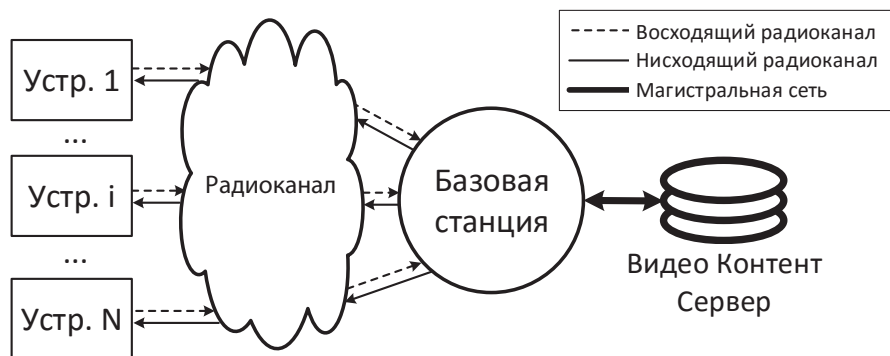 Восходящий радиоканал
Нисходящий радиоканал
Магистральная сеть
Устр. 1
...
Устр. i
...
Устр. N
Радиоканал
Базовая
станция
Видео Контент
Сервер